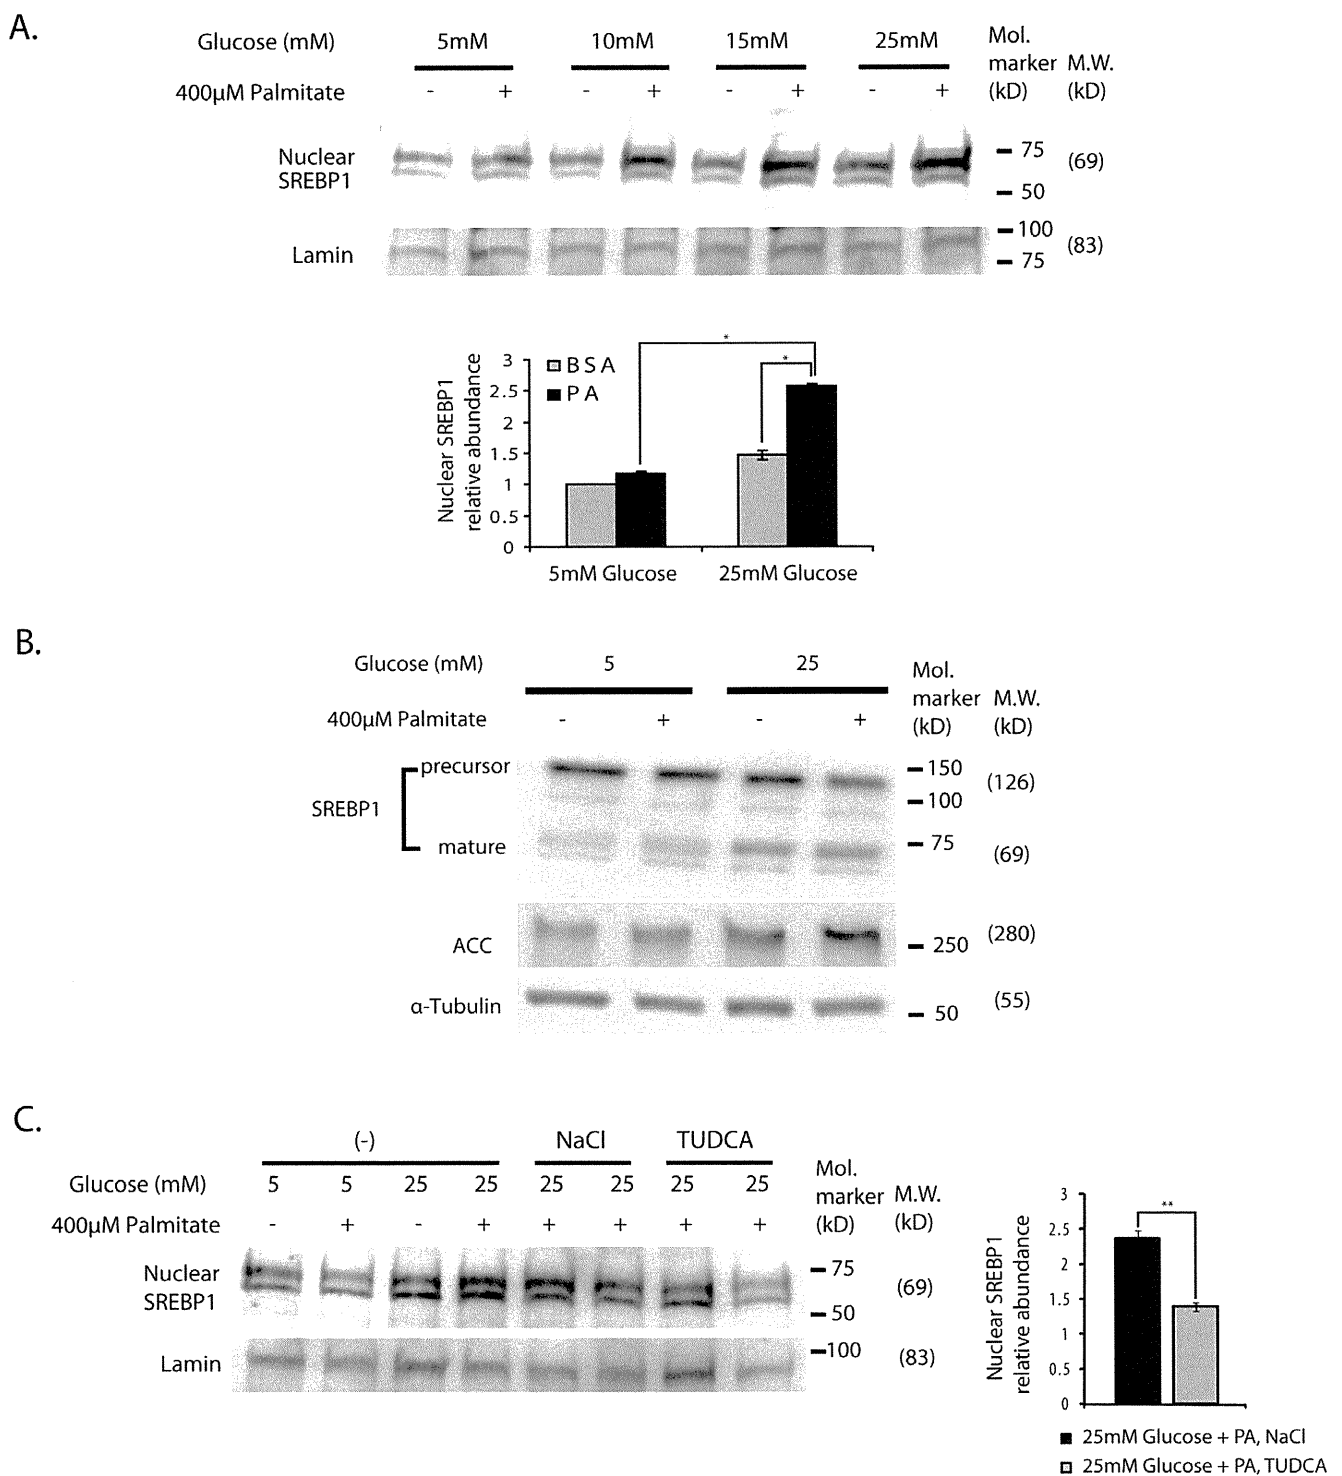 A.
Glucose (mM) 5mM 10mM 15mM 25mM Mol. marker (kD) M.W. (kD)
400µM Palmitate - + - + - + - +
Nuclear SREBP1 75 (69)
50
Lamin 100 (83)
75
* *
Nuclear SREBP1 relative abundance
3
2.5
2
1.5
1
0.5
0
BSA
PA
5mM Glucose 25mM Glucose
B.
Glucose (mM) 5 25 Mol. marker (kD) M.W. (kD)
400µM Palmitate - + - +
SREBP1
precursor 150 (126)
100
mature 75 (69)
ACC 250 (280)
α-Tubulin 50 (55)
C.
(-) NaCl TUDCA Mol. marker (kD) M.W. (kD)
Glucose (mM) 5 5 25 25 25 25 25 25
400µM Palmitate - + - + + + + +
Nuclear SREBP1 75 (69)
50
Lamin 100 (83)
Nuclear SREBP1 relative abundance
3
2.5
2
1.5
1
0.5
0
**
25mM Glucose + PA, NaCl
25mM Glucose + PA, TUDCA